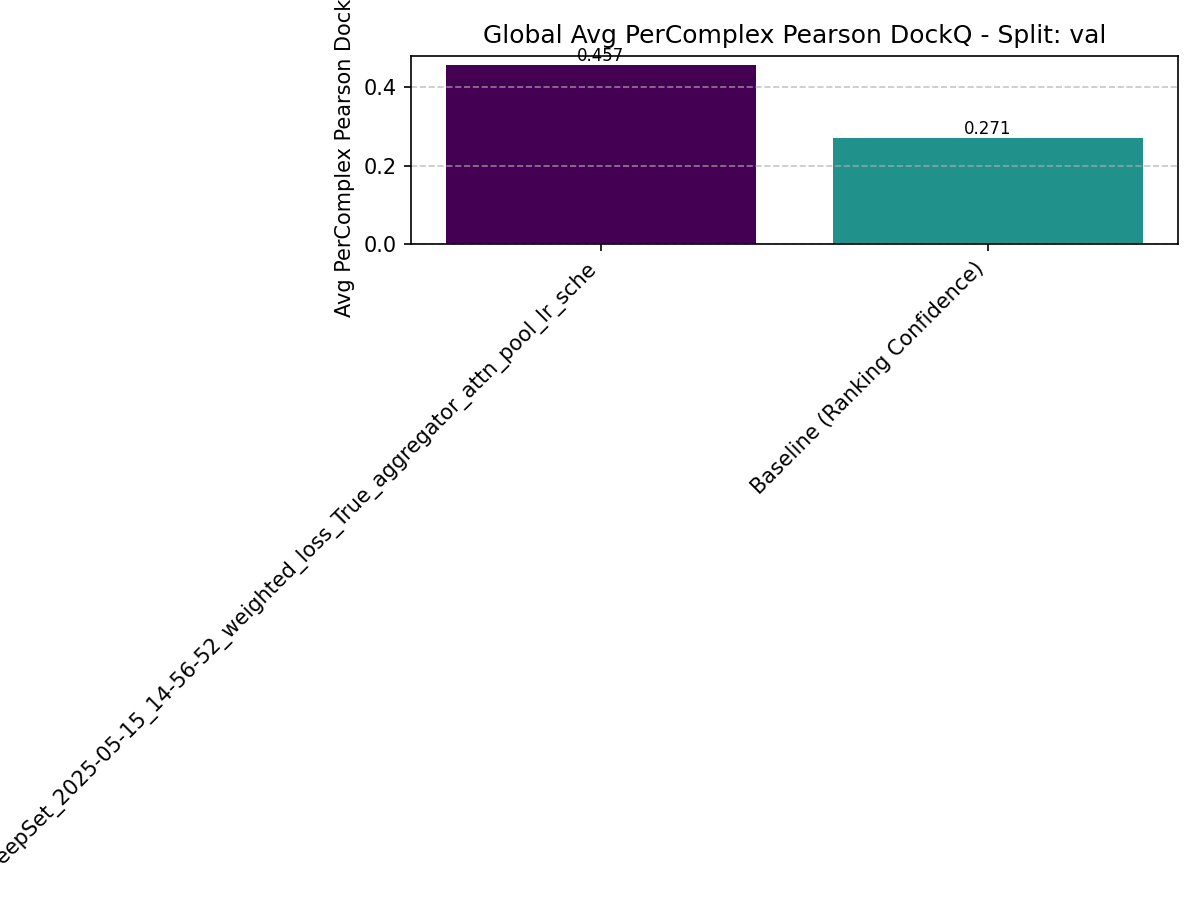 Global Avg PerComplex Pearson DockQ - Split: val
Avg PerComplex Pearson Dock
0.4
0.2
0.0
0.457
0.271
eepSet_2025-05-15_14-56-52_weighted_loss_True_aggregator_attn_pool_lr_sche
Baseline (Ranking Confidence)